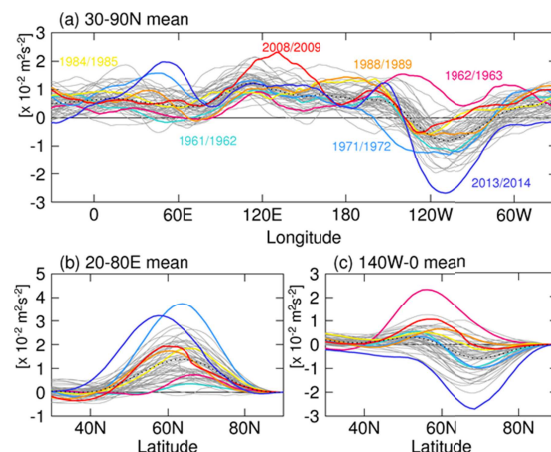 (a) 30-90N mean
3
2
1
0
-1
-2
-3
[x 10⁻² m²s⁻²]
1984/1985
2008/2009
1988/1989
1962/1963
1961/1962
1971/1972
2013/2014
0 60E 120E 180 120W 60W
Longitude
(b) 20-80E mean
5
4
3
2
1
0
-1
[x 10⁻² m²s⁻²]
40N 60N 80N
Latitude
(c) 140W-0 mean
3
2
1
0
-1
-2
-3
[x 10⁻² m²s⁻²]
40N 60N 80N
Latitude